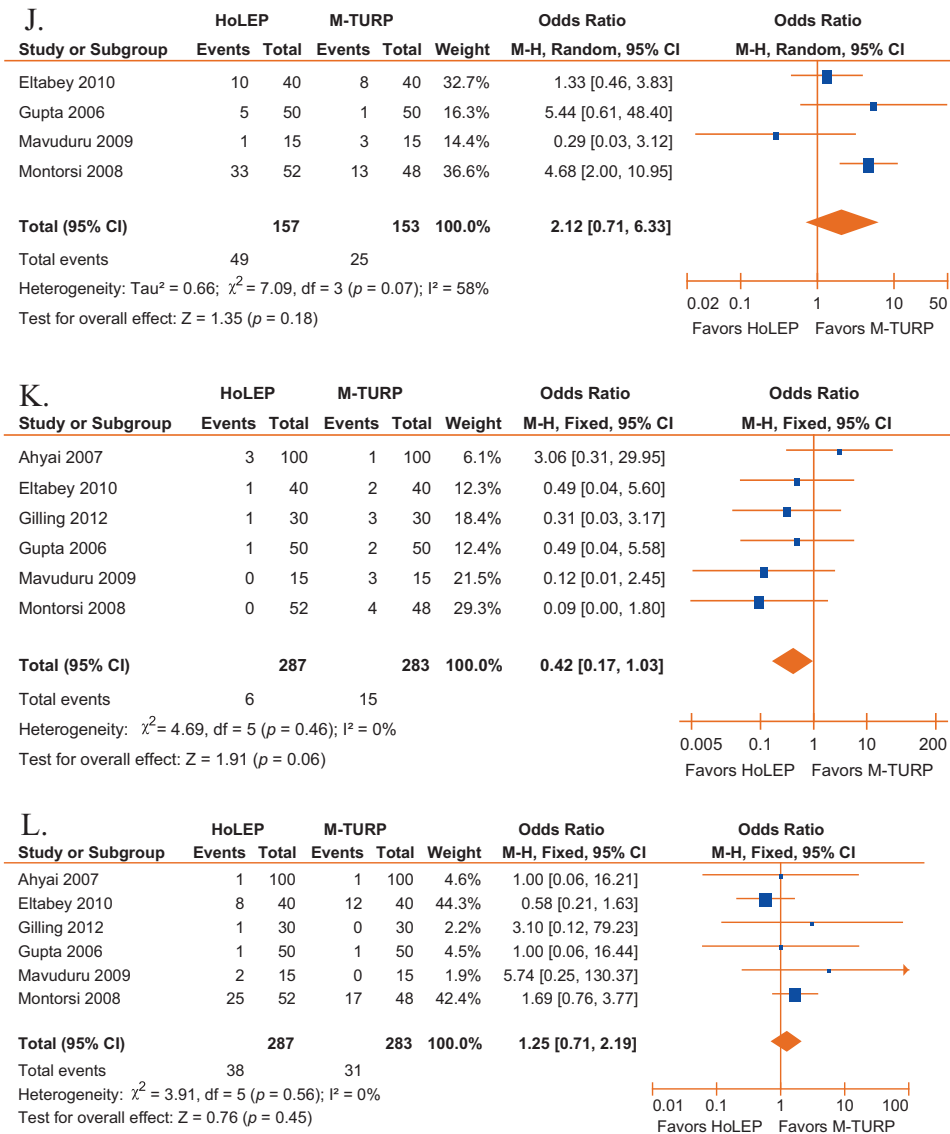 J.
HoLEP M-TURP Odds Ratio Odds Ratio
Study or Subgroup Events Total Events Total Weight M-H, Random, 95% CI M-H, Random, 95% CI
Eltabey 2010 10 40 8 40 32.7% 1.33 [0.46, 3.83]
Gupta 2006 5 50 1 50 16.3% 5.44 [0.61, 48.40]
Mavuduru 2009 1 15 3 15 14.4% 0.29 [0.03, 3.12]
Montorsi 2008 33 52 13 48 36.6% 4.68 [2.00, 10.95]
Total (95% CI) 157 153 100.0% 2.12 [0.71, 6.33]
Total events 49 25
Heterogeneity: Tau² = 0.66; χ² = 7.09, df = 3 (p = 0.07); I² = 58%
Test for overall effect: Z = 1.35 (p = 0.18)
0.02 0.1 1 10 50
Favors HoLEP Favors M-TURP
K.
HoLEP M-TURP Odds Ratio Odds Ratio
Study or Subgroup Events Total Events Total Weight M-H, Fixed, 95% CI M-H, Fixed, 95% CI
Ahyai 2007 3 100 1 100 6.1% 3.06 [0.31, 29.95]
Eltabey 2010 1 40 2 40 12.3% 0.49 [0.04, 5.60]
Gilling 2012 1 30 3 30 18.4% 0.31 [0.03, 3.17]
Gupta 2006 1 50 2 50 12.4% 0.49 [0.04, 5.58]
Mavuduru 2009 0 15 3 15 21.5% 0.12 [0.01, 2.45]
Montorsi 2008 0 52 4 48 29.3% 0.09 [0.00, 1.80]
Total (95% CI) 287 283 100.0% 0.42 [0.17, 1.03]
Total events 6 15
Heterogeneity: χ² = 4.69, df = 5 (p = 0.46); I² = 0%
Test for overall effect: Z = 1.91 (p = 0.06)
0.005 0.1 1 10 200
Favors HoLEP Favors M-TURP
L.
HoLEP M-TURP Odds Ratio Odds Ratio
Study or Subgroup Events Total Events Total Weight M-H, Fixed, 95% CI M-H, Fixed, 95% CI
Ahyai 2007 1 100 1 100 4.6% 1.00 [0.06, 16.21]
Eltabey 2010 8 40 12 40 44.3% 0.58 [0.21, 1.63]
Gilling 2012 1 30 0 30 2.2% 3.10 [0.12, 79.23]
Gupta 2006 1 50 1 50 4.5% 1.00 [0.06, 16.44]
Mavuduru 2009 2 15 0 15 1.9% 5.74 [0.25, 130.37]
Montorsi 2008 25 52 17 48 42.4% 1.69 [0.76, 3.77]
Total (95% CI) 287 283 100.0% 1.25 [0.71, 2.19]
Total events 38 31
Heterogeneity: χ² = 3.91, df = 5 (p = 0.56); I² = 0%
Test for overall effect: Z = 0.76 (p = 0.45)
0.01 0.1 1 10 100
Favors HoLEP Favors M-TURP